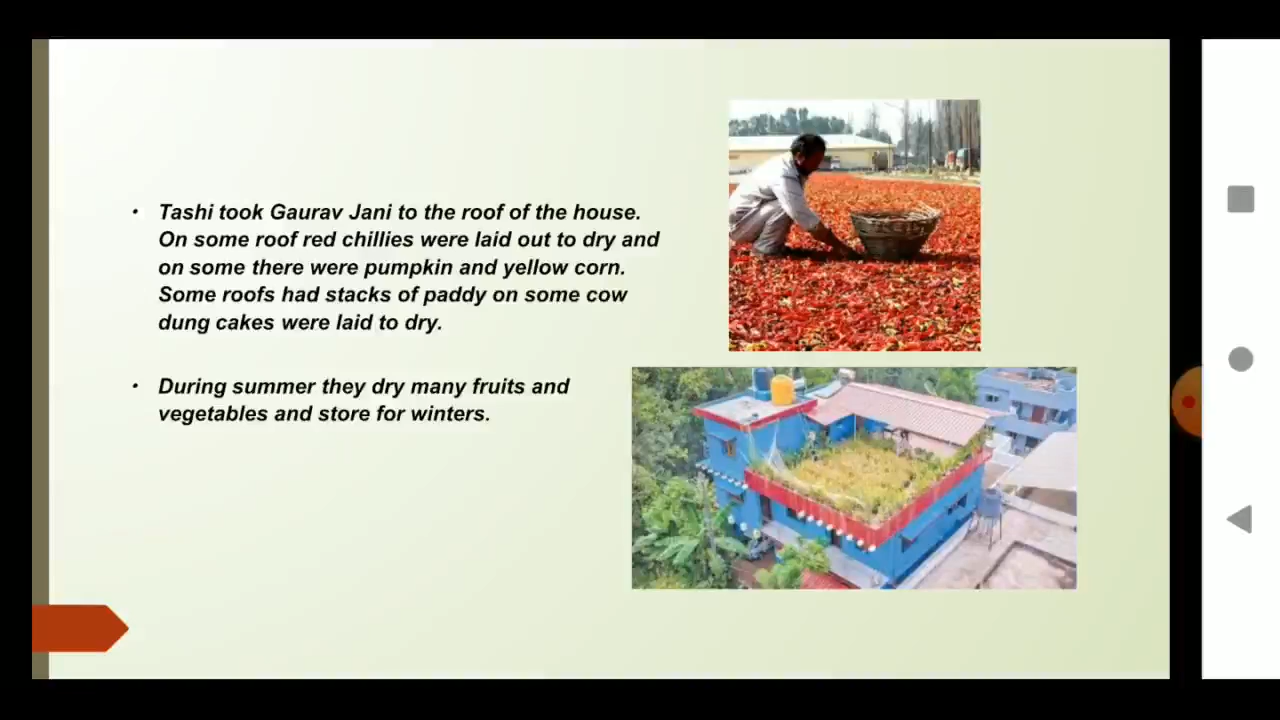 • Tashi took Gaurav Jani to the roof of the house.
On some roof red chillies were laid out to dry and
on some there were pumpkin and yellow corn.
Some roofs had stacks of paddy on some cow
dung cakes were laid to dry.
• During summer they dry many fruits and
vegetables and store for winters.